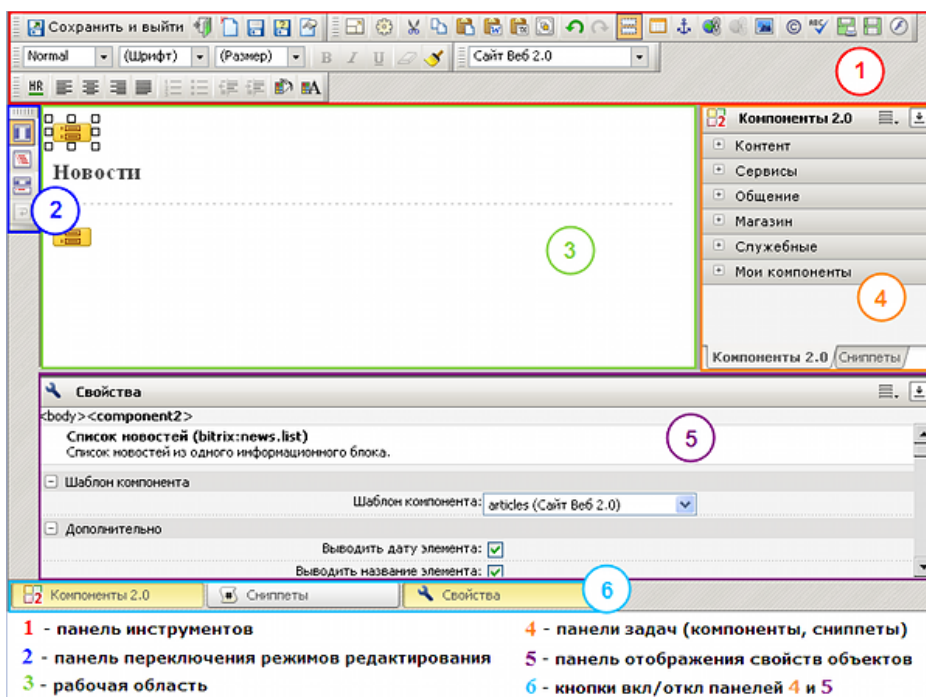 Сохранить и выйти
Normal (Шрифт) (Размер) B I U Сайт Веб 2.0
1
HR A
2 Компоненты 2.0
Контент
Новости
Сервисы
2
Общение
3
Магазин
Служебные
Мои компоненты
4
Компоненты 2.0 Сниппеты
Свойства
<body><component2>
Список новостей (bitrix:news.list)
5
Список новостей из одного информационного блока.
Шаблон компонента
Шаблон компонента: articles (Сайт Веб 2.0)
Дополнительно
Выводить дату элемента:
Выводить название элемента:
2 Компоненты 2.0 Сниппеты Свойства
6
1 - панель инструментов
2 - панель переключения режимов редактирования
3 - рабочая область
4 - панели задач (компоненты, сниппеты)
5 - панель отображения свойств объектов
6 - кнопки вкл/откл панелей 4 и 5